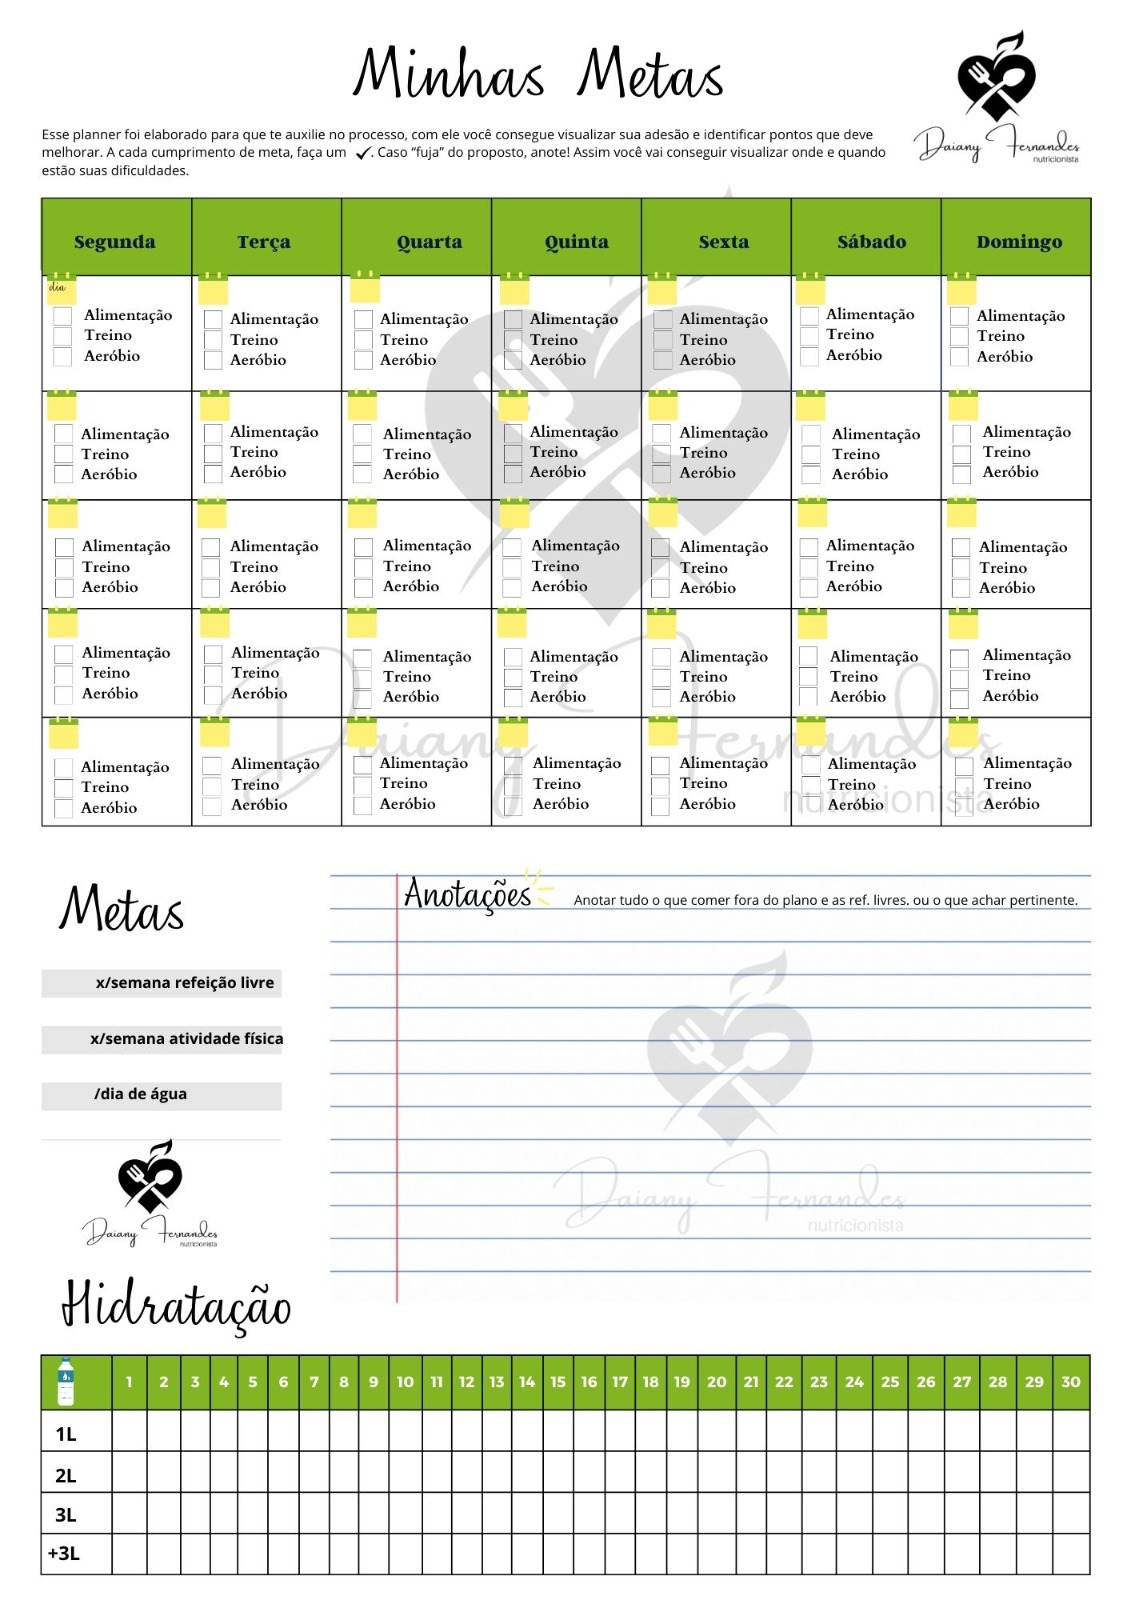 Minhas Metas
Daiany Fernandes
nutricionista
Esse planner foi elaborado para que te auxilie no processo, com ele você consegue visualizar sua adesão e identificar pontos que deve
melhorar. A cada cumprimento de meta, faça um ✓. Caso “fuja” do proposto, anote! Assim você vai conseguir visualizar onde e quando
estão suas dificuldades.
Segunda Terça Quarta Quinta Sexta Sábado Domingo
dia
Alimentação Alimentação Alimentação Alimentação Alimentação Alimentação Alimentação
Treino Treino Treino Treino Treino Treino Treino
Aeróbio Aeróbio Aeróbio Aeróbio Aeróbio Aeróbio Aeróbio
Alimentação Alimentação Alimentação Alimentação Alimentação Alimentação Alimentação
Treino Treino Treino Treino Treino Treino Treino
Aeróbio Aeróbio Aeróbio Aeróbio Aeróbio Aeróbio Aeróbio
Alimentação Alimentação Alimentação Alimentação Alimentação Alimentação Alimentação
Treino Treino Treino Treino Treino Treino Treino
Aeróbio Aeróbio Aeróbio Aeróbio Aeróbio Aeróbio Aeróbio
Alimentação Alimentação Alimentação Alimentação Alimentação Alimentação Alimentação
Treino Treino Treino Treino Treino Treino Treino
Aeróbio Aeróbio Aeróbio Aeróbio Aeróbio Aeróbio Aeróbio
Daiany Fernandes
nutricionista
Alimentação Alimentação Alimentação Alimentação Alimentação Alimentação Alimentação
Treino Treino Treino Treino Treino Treino Treino
Aeróbio Aeróbio Aeróbio Aeróbio Aeróbio Aeróbio Aeróbio
Metas
x/semana refeição livre
x/semana atividade física
/dia de água
Daiany Fernandes
nutricionista
Anotações
Anotar tudo o que comer fora do plano e as ref. livres. ou o que achar pertinente.
Daiany Fernandes
nutricionista
Hidratação
1 2 3 4 5 6 7 8 9 10 11 12 13 14 15 16 17 18 19 20 21 22 23 24 25 26 27 28 29 30
1L
2L
3L
+3L